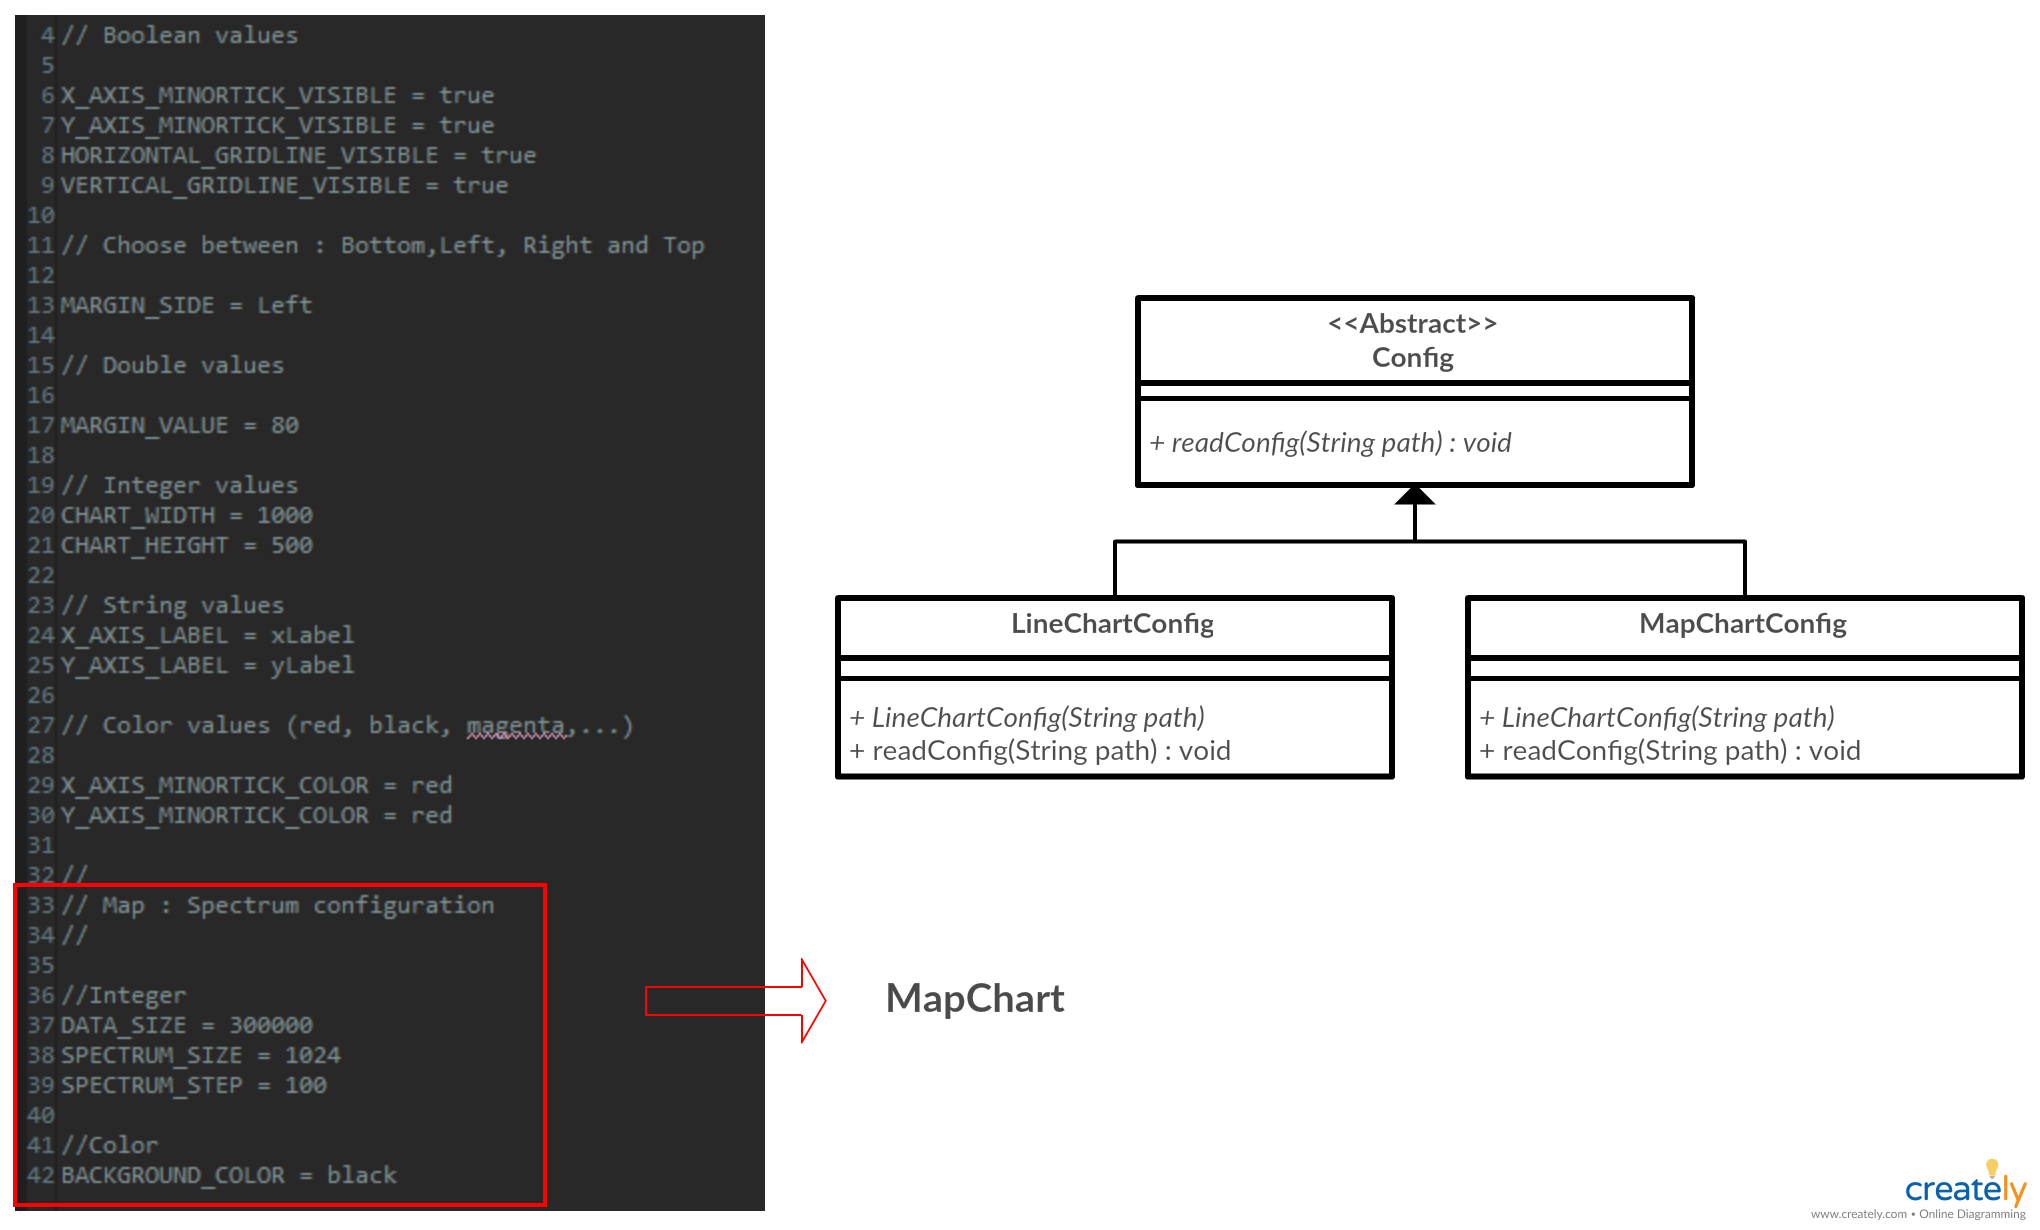 4 // Boolean values
5
6 X_AXIS_MINORTICK_VISIBLE = true
7 Y_AXIS_MINORTICK_VISIBLE = true
8 HORIZONTAL_GRIDLINE_VISIBLE = true
9 VERTICAL_GRIDLINE_VISIBLE = true
10
11 // Choose between : Bottom,Left, Right and Top
12
13 MARGIN_SIDE = Left
14
15 // Double values
16
17 MARGIN_VALUE = 80
18
19 // Integer values
20 CHART_WIDTH = 1000
21 CHART_HEIGHT = 500
22
23 // String values
24 X_AXIS_LABEL = xLabel
25 Y_AXIS_LABEL = yLabel
26
27 // Color values (red, black, magenta,...)
28
29 X_AXIS_MINORTICK_COLOR = red
30 Y_AXIS_MINORTICK_COLOR = red
31
32 //
33 // Map : Spectrum configuration
34 //
35
36 //Integer
37 DATA_SIZE = 300000
38 SPECTRUM_SIZE = 1024
39 SPECTRUM_STEP = 100
40
41 //Color
42 BACKGROUND_COLOR = black
<<Abstract>>
Config
+ readConfig(String path) : void
LineChartConfig
+ LineChartConfig(String path)
+ readConfig(String path) : void
MapChartConfig
+ LineChartConfig(String path)
+ readConfig(String path) : void
MapChart
creately
www.creately.com • Online Diagramming